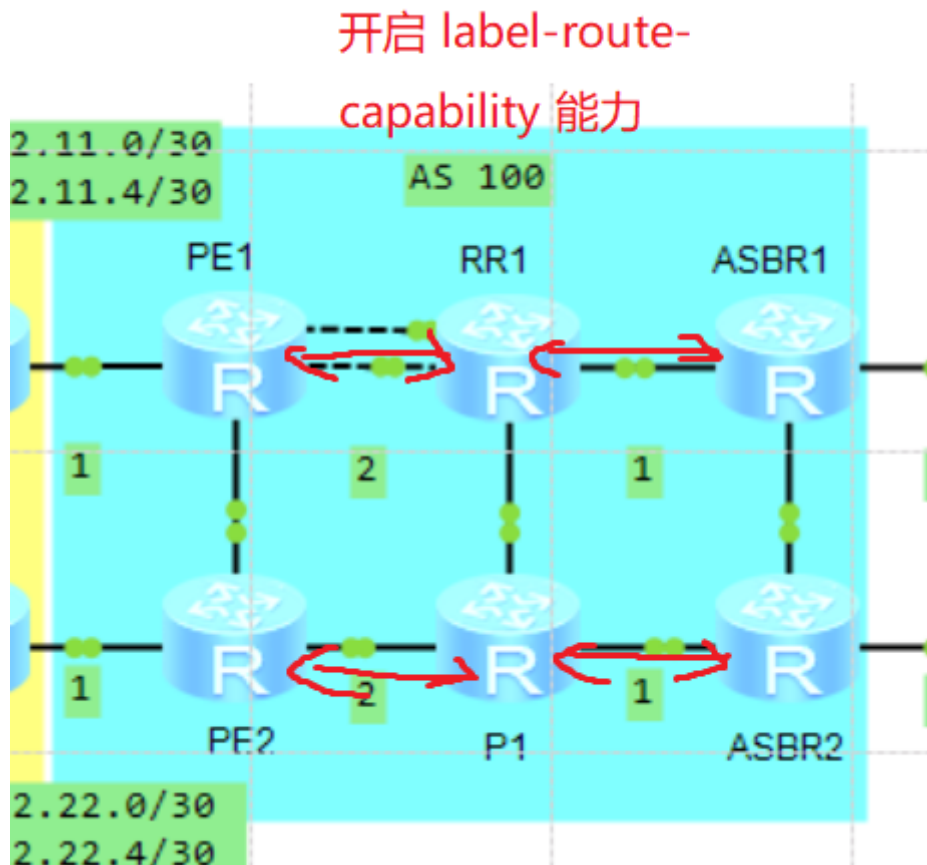 开启 label-route-
capability 能力
2.11.0/30
2.11.4/30
AS 100
PE1
RR1
ASBR1
R
R
R
1
2
1
R
R
R
1
2
1
PE2
P1
ASBR2
2.22.0/30
2.22.4/30